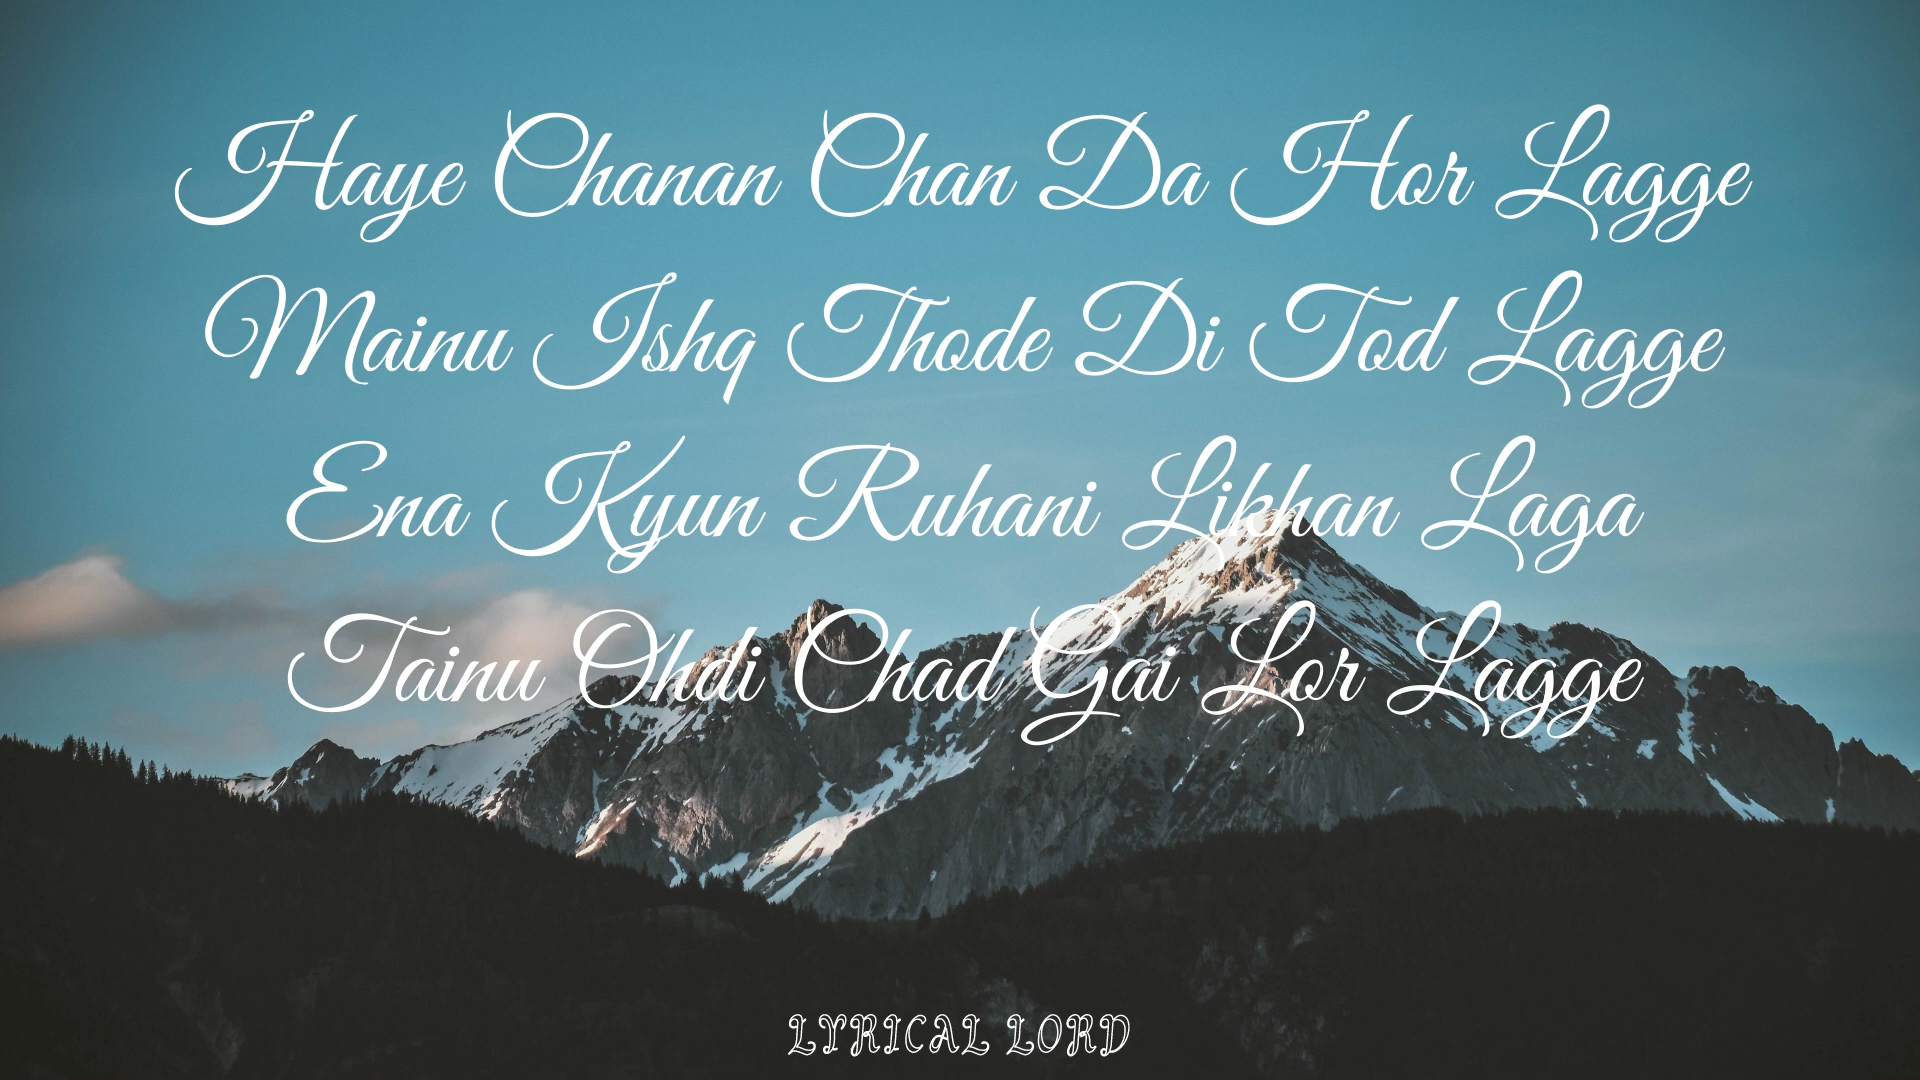 Haye Chanan Chan Da Hor Lagge
Mainu Ishq Thode Di Tod Lagge
Ena Kyun Ruhani Likhan Laga
Tainu Ohdi Chad Gai Lor Lagge
LYRICAL LORD